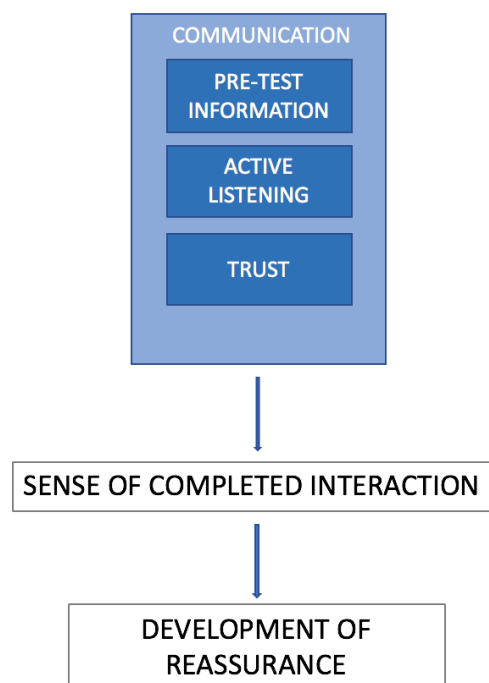 COMMUNICATION
PRE-TEST
INFORMATION
ACTIVE
LISTENING
TRUST
SENSE OF COMPLETED INTERACTION
DEVELOPMENT OF
REASSURANCE